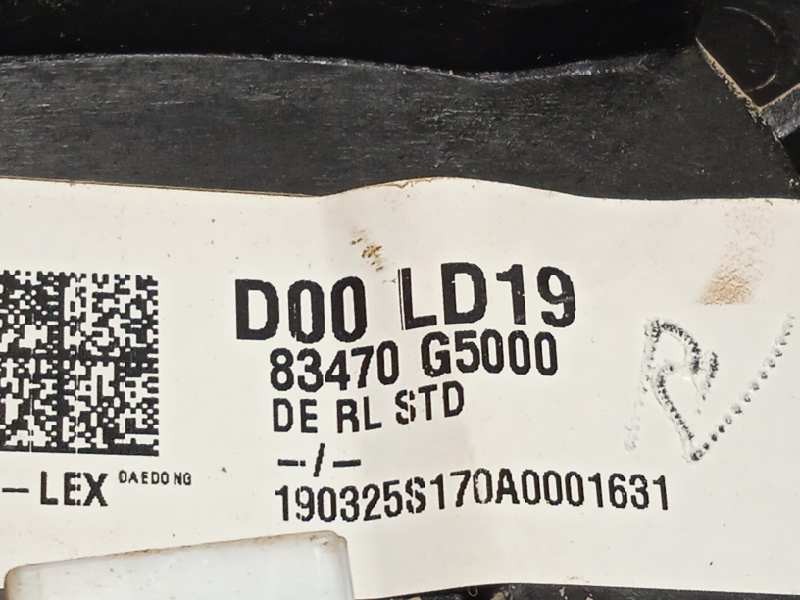 D00 LD19
83470 G5000
DE RL STD
-/-
190325S170A0001631
-LEX DAEDONG